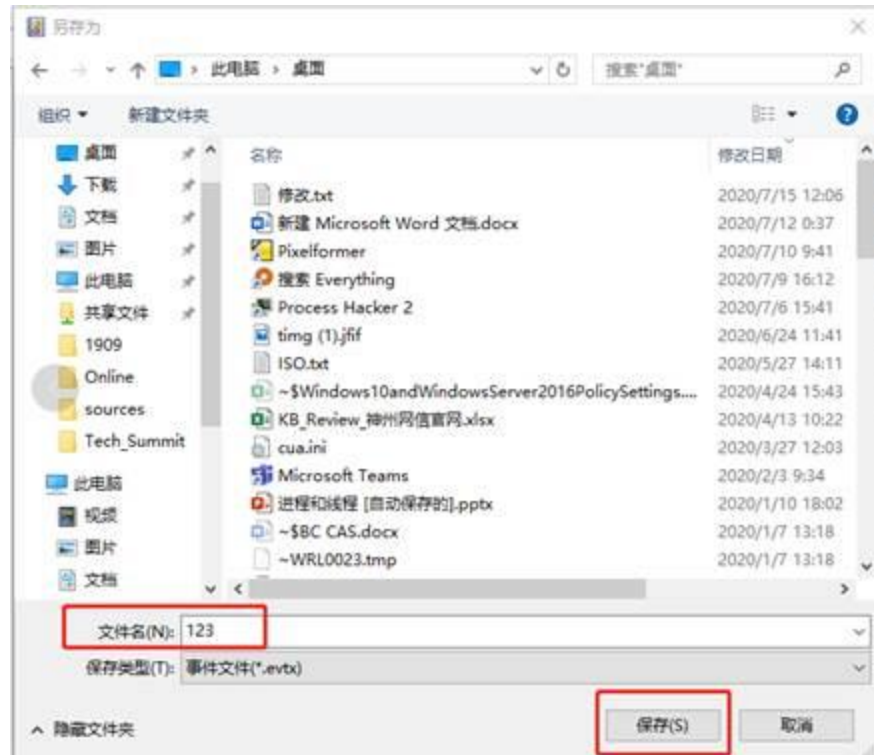 另存为
此电脑 › 桌面
搜索"桌面"
组织
新建文件夹
名称
修改日期
桌面
下载
文档
图片
此电脑
共享文件
1909
Online
sources
Tech_Summit
此电脑
视频
图片
文档
修改.txt 2020/7/15 12:06
新建 Microsoft Word 文档.docx 2020/7/12 0:37
Pixelformer 2020/7/10 9:41
搜索 Everything 2020/7/9 16:12
Process Hacker 2 2020/7/6 15:41
timg (1).jfif 2020/6/24 11:41
ISO.txt 2020/5/27 14:11
~$Windows10andWindowsServer2016PolicySettings.... 2020/4/24 15:43
KB_Review_神州网信官网.xlsx 2020/4/13 10:22
cua.ini 2020/3/27 12:03
Microsoft Teams 2020/2/3 9:34
进程和线程 [自动保存的].pptx 2020/1/10 18:02
~$BC CAS.docx 2020/1/7 13:18
~WRL0023.tmp 2020/1/7 13:18
文件名(N): 123
保存类型(T): 事件文件(*.evtx)
隐藏文件夹
保存(S)
取消